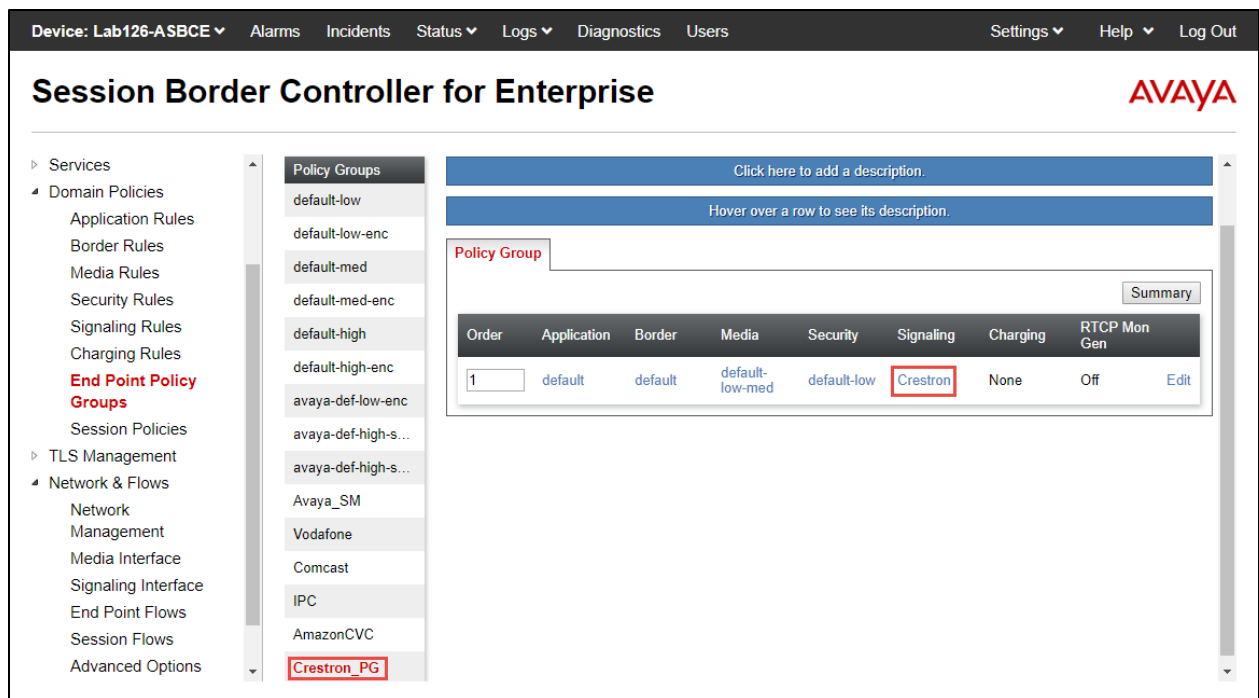 Device: Lab126-ASBCE Alarms Incidents Status Logs Diagnostics Users Settings Help Log Out
Session Border Controller for Enterprise
AVAYA
Services
Domain Policies
Application Rules
Border Rules
Media Rules
Security Rules
Signaling Rules
Charging Rules
End Point Policy
Groups
Session Policies
TLS Management
Network & Flows
Network
Management
Media Interface
Signaling Interface
End Point Flows
Session Flows
Advanced Options
Policy Groups
default-low
default-low-enc
default-med
default-med-enc
default-high
default-high-enc
avaya-def-low-enc
avaya-def-high-s...
avaya-def-high-s...
Avaya_SM
Vodafone
Comcast
IPC
AmazonCVC
Crestron_PG
Click here to add a description.
Hover over a row to see its description.
Policy Group
Summary
Order Application Border Media Security Signaling Charging RTCP Mon
Gen
1 default default default-
low-med default-low Crestron None Off Edit